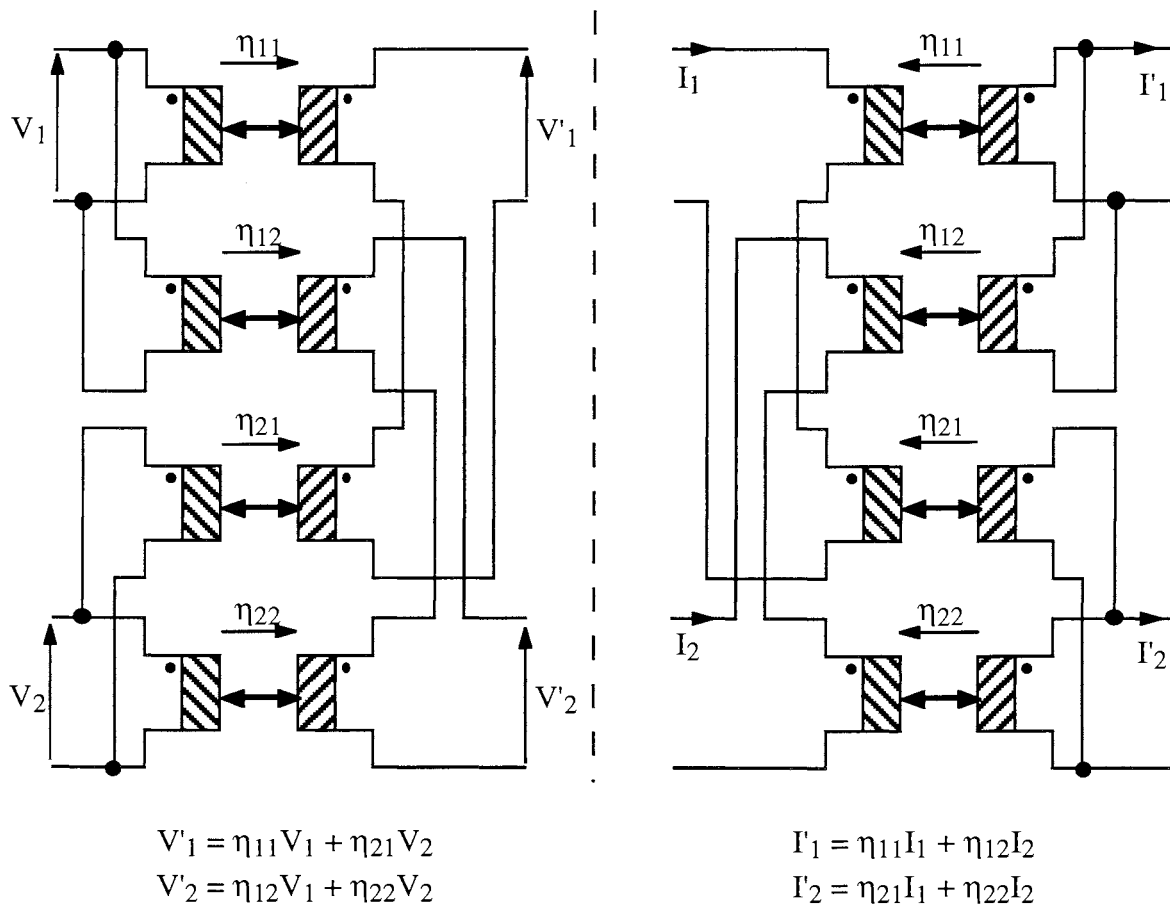 η11
V1
V'1
η12
η21
η22
V2
V'2
η11
I1
I'1
η12
η21
η22
I2
I'2
V'1 = η11V1 + η21V2
V'2 = η12V1 + η22V2
I'1 = η11I1 + η12I2
I'2 = η21I1 + η22I2